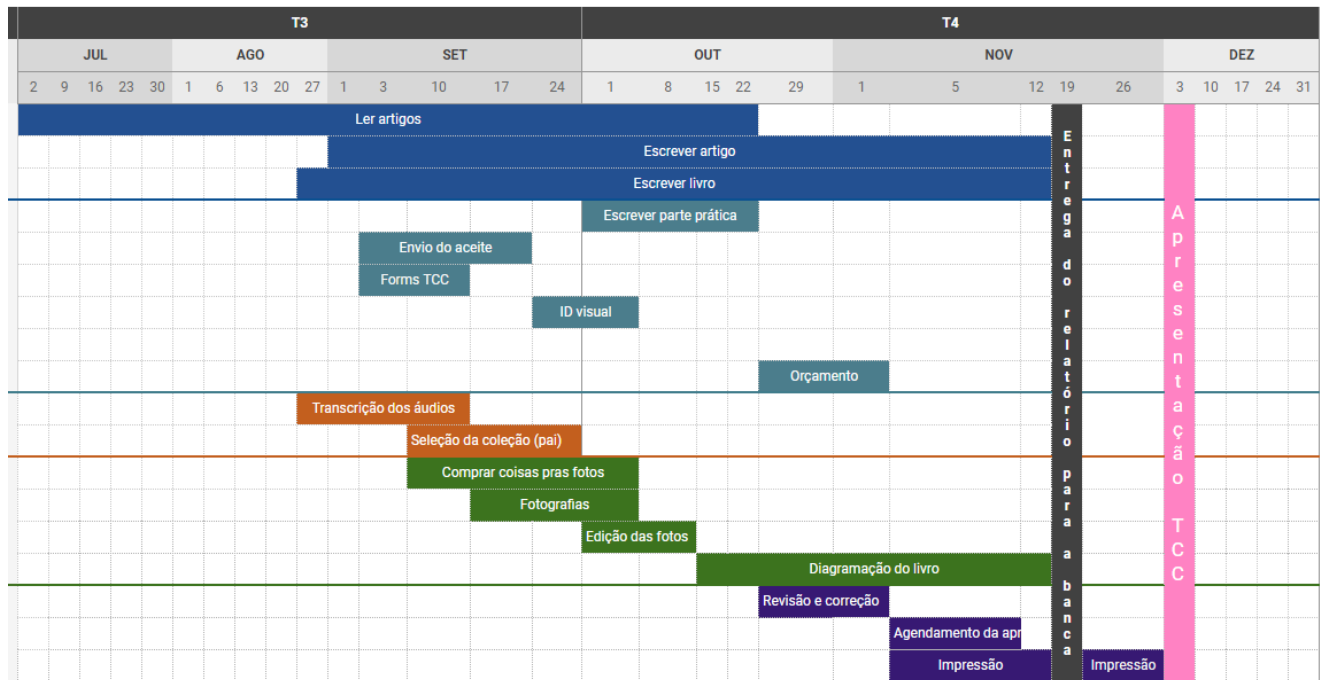 T3 T4
JUL AGO SET OUT NOV DEZ
2 9 16 23 30 1 6 13 20 27 1 3 10 17 24 1 8 15 22 29 1 5 12 19 26 3 10 17 24 31
Ler artigos
Escrever artigo
Escrever livro
Escrever parte prática
Envio do aceite
Forms TCC
ID visual
Orçamento
Transcrição dos áudios
Seleção da coleção (pai)
Comprar coisas pras fotos
Fotografias
Edição das fotos
Diagramação do livro
Revisão e correção
Agendamento da apr
Impressão Impressão
Entrega do relatório para a banca
Apresentação TCC